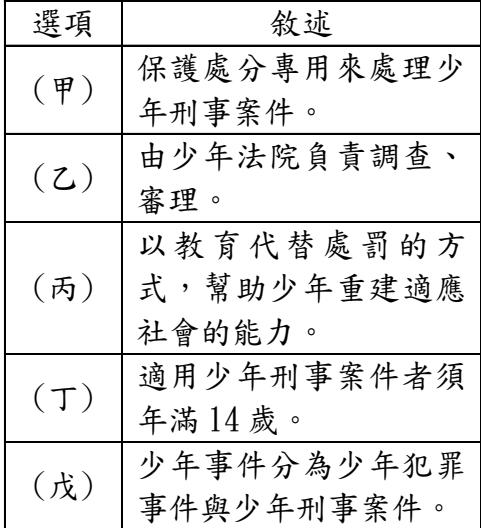 選項 敘述
（甲） 保護處分專用來處理少
年刑事案件。
（乙） 由少年法院負責調查、
審理。
（丙） 以教育代替處罰的方
式，幫助少年重建適應
社會的能力。
（丁） 適用少年刑事案件者須
年滿14歲。
（戊） 少年事件分為少年犯罪
事件與少年刑事案件。